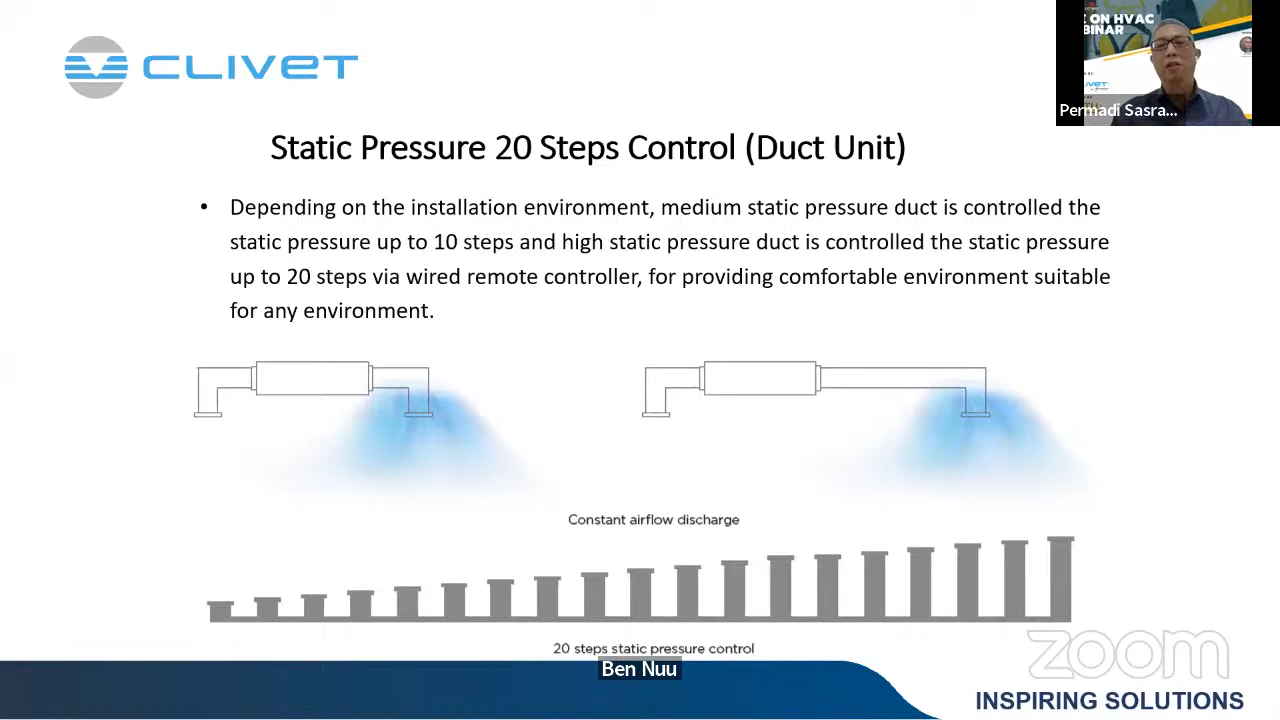 CLIVET
E ON HVAC
BINAR
Permadi Sasra...
Static Pressure 20 Steps Control (Duct Unit)
• Depending on the installation environment, medium static pressure duct is controlled the
static pressure up to 10 steps and high static pressure duct is controlled the static pressure
up to 20 steps via wired remote controller, for providing comfortable environment suitable
for any environment.
Constant airflow discharge
20 steps static pressure control
Ben Nuu
zoom
INSPIRING SOLUTIONS